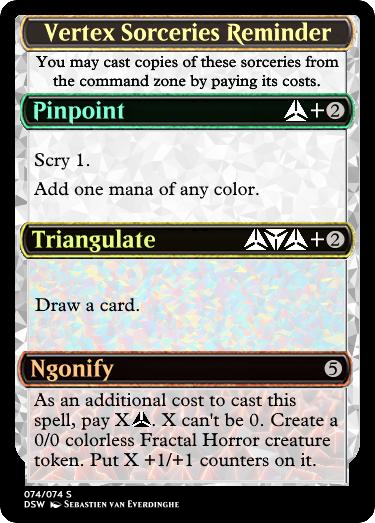 Vertex Sorceries Reminder
You may cast copies of these sorceries from
the command zone by paying its costs.
Pinpoint +2
Scry 1.
Add one mana of any color.
Triangulate +2
Draw a card.
Ngonify 5
As an additional cost to cast this
spell, pay X. X can't be 0. Create a
0/0 colorless Fractal Horror creature
token. Put X +1/+1 counters on it.
074/074 S
DSW Sebastien van Everdinghe